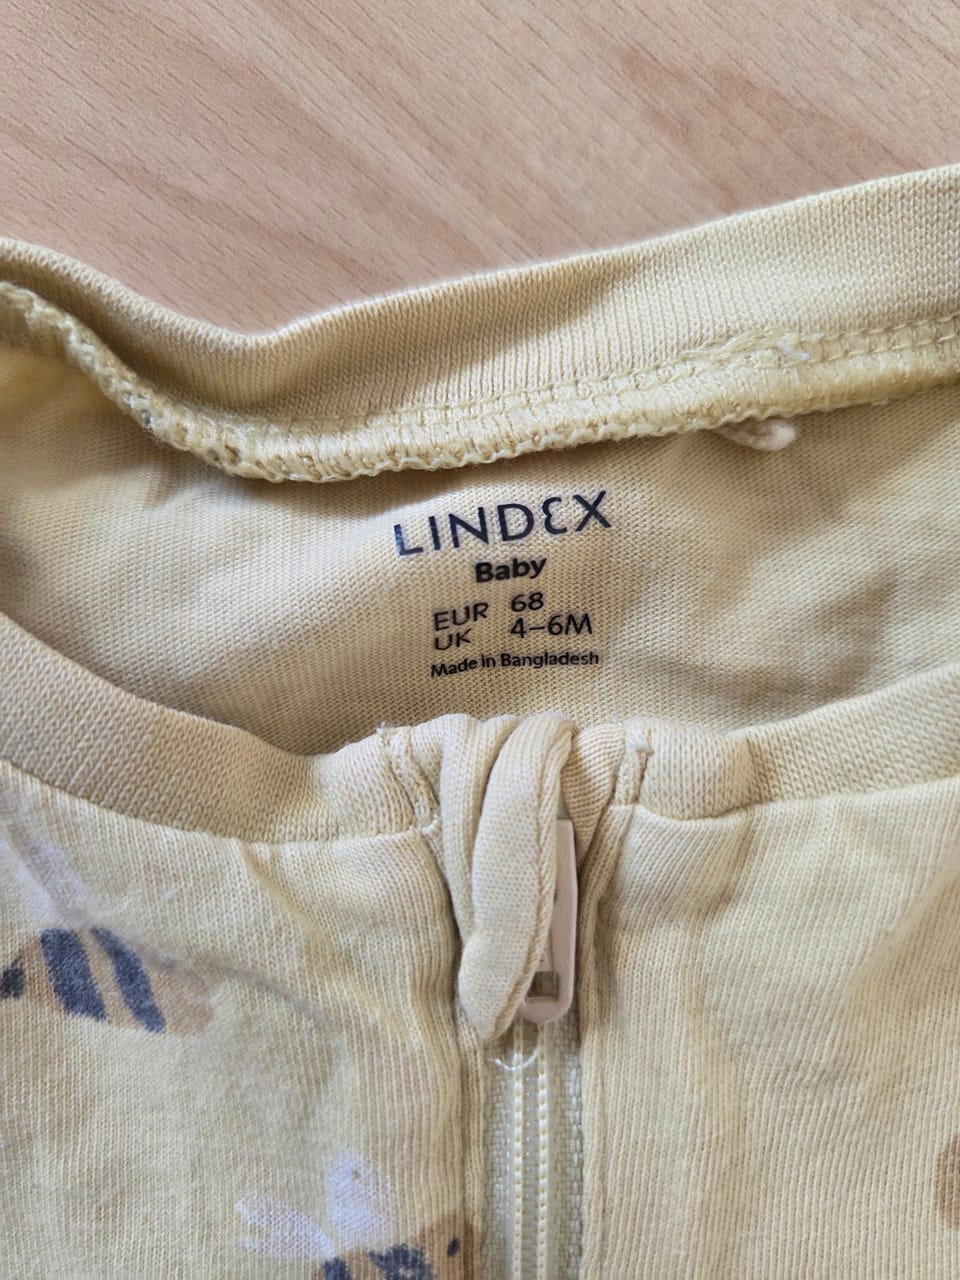 LINDEX
Baby
EUR 68
UK 4-6M
Made in Bangladesh